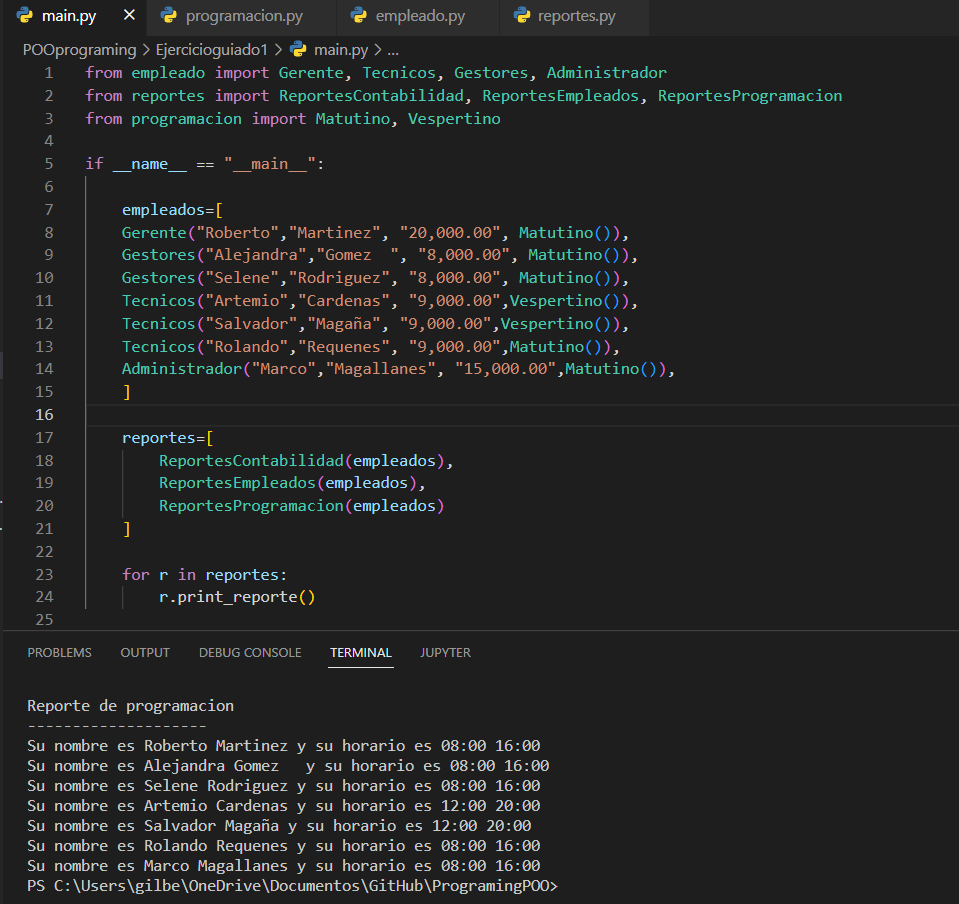 main.py × programacion.py empleado.py reportes.py
POOprograming > Ejercicioguiado1 > main.py > ...
1 from empleado import Gerente, Tecnicos, Gestores, Administrador
2 from reportes import ReportesContabilidad, ReportesEmpleados, ReportesProgramacion
3 from programacion import Matutino, Vespertino
4
5 if __name__ == "__main__":
6
7     empleados=[
8     Gerente("Roberto","Martinez", "20,000.00", Matutino()),
9     Gestores("Alejandra","Gomez  ", "8,000.00", Matutino()),
10     Gestores("Selene","Rodriguez", "8,000.00", Matutino()),
11     Tecnicos("Artemio","Cardenas", "9,000.00",Vespertino()),
12     Tecnicos("Salvador","Magaña", "9,000.00",Vespertino()),
13     Tecnicos("Rolando","Requenes", "9,000.00",Matutino()),
14     Administrador("Marco","Magallanes", "15,000.00",Matutino()),
15     ]
16
17     reportes=[
18         ReportesContabilidad(empleados),
19         ReportesEmpleados(empleados),
20         ReportesProgramacion(empleados)
21     ]
22
23     for r in reportes:
24         r.print_reporte()
25
PROBLEMS OUTPUT DEBUG CONSOLE TERMINAL JUPYTER
Reporte de programacion
--------------------
Su nombre es Roberto Martinez y su horario es 08:00 16:00
Su nombre es Alejandra Gomez   y su horario es 08:00 16:00
Su nombre es Selene Rodriguez y su horario es 08:00 16:00
Su nombre es Artemio Cardenas y su horario es 12:00 20:00
Su nombre es Salvador Magaña y su horario es 12:00 20:00
Su nombre es Rolando Requenes y su horario es 08:00 16:00
Su nombre es Marco Magallanes y su horario es 08:00 16:00
PS C:\Users\gilbe\OneDrive\Documentos\GitHub\ProgramingPOO>